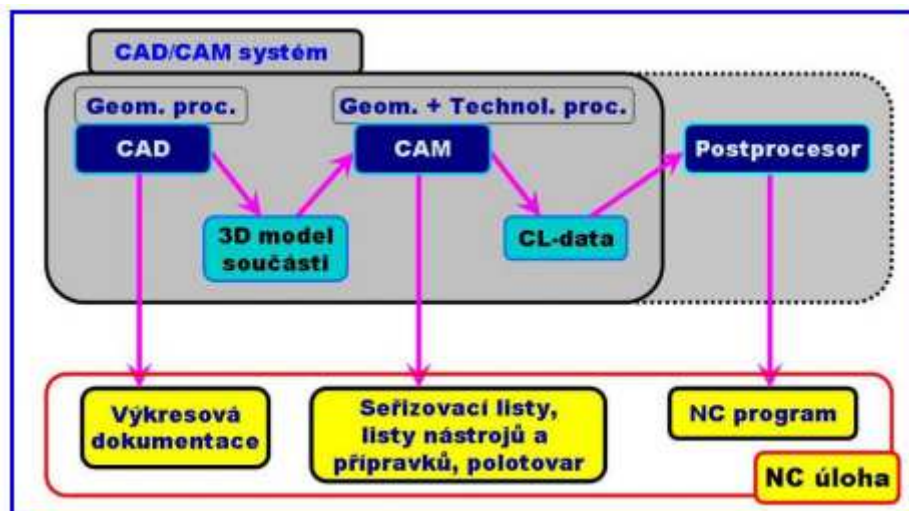 CAD/CAM systém
Geom. proc.
Geom. + Technol. proc.
CAD
CAM
Postprocesor
3D model
součásti
CL-data
Výkresová
dokumentace
Seřizovací listy,
listy nástrojů a
přípravků, polotovar
NC program
NC úloha